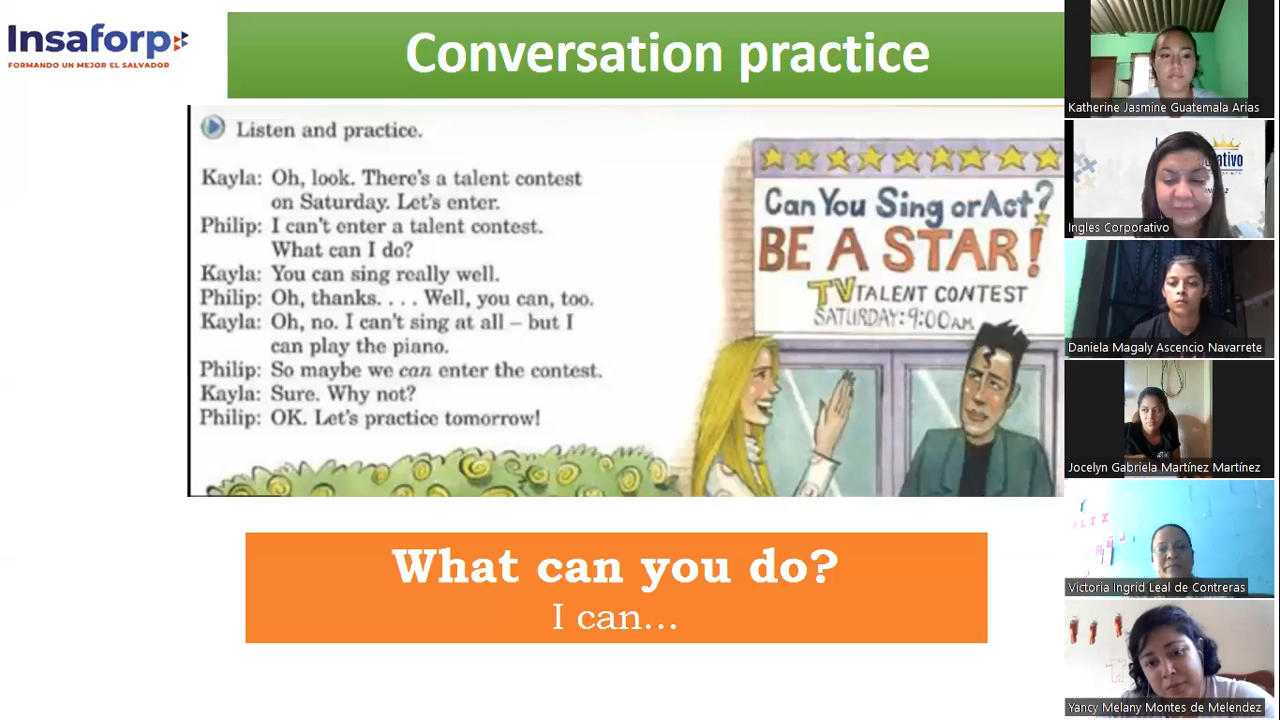 Insaforp
FORMANDO UN MEJOR EL SALVADOR
Conversation practice
Listen and practice.
Kayla: Oh, look. There's a talent contest
on Saturday. Let's enter.
Philip: I can't enter a talent contest.
What can I do?
Kayla: You can sing really well.
Philip: Oh, thanks. . . . Well, you can, too.
Kayla: Oh, no. I can't sing at all – but I
can play the piano.
Philip: So maybe we can enter the contest.
Kayla: Sure. Why not?
Philip: OK. Let's practice tomorrow!
Can You Sing or Act?
BE A STAR!
TV TALENT CONTEST
SATURDAY: 9:00 AM
What can you do?
I can...
Katherine Jasmine Guatemala Arias
Ingles Corporativo
Daniela Magaly Ascencio Navarrete
Jocelyn Gabriela Martínez Martínez
Victoria Ingrid Leal de Contreras
Yancy Melany Montes de Melendez